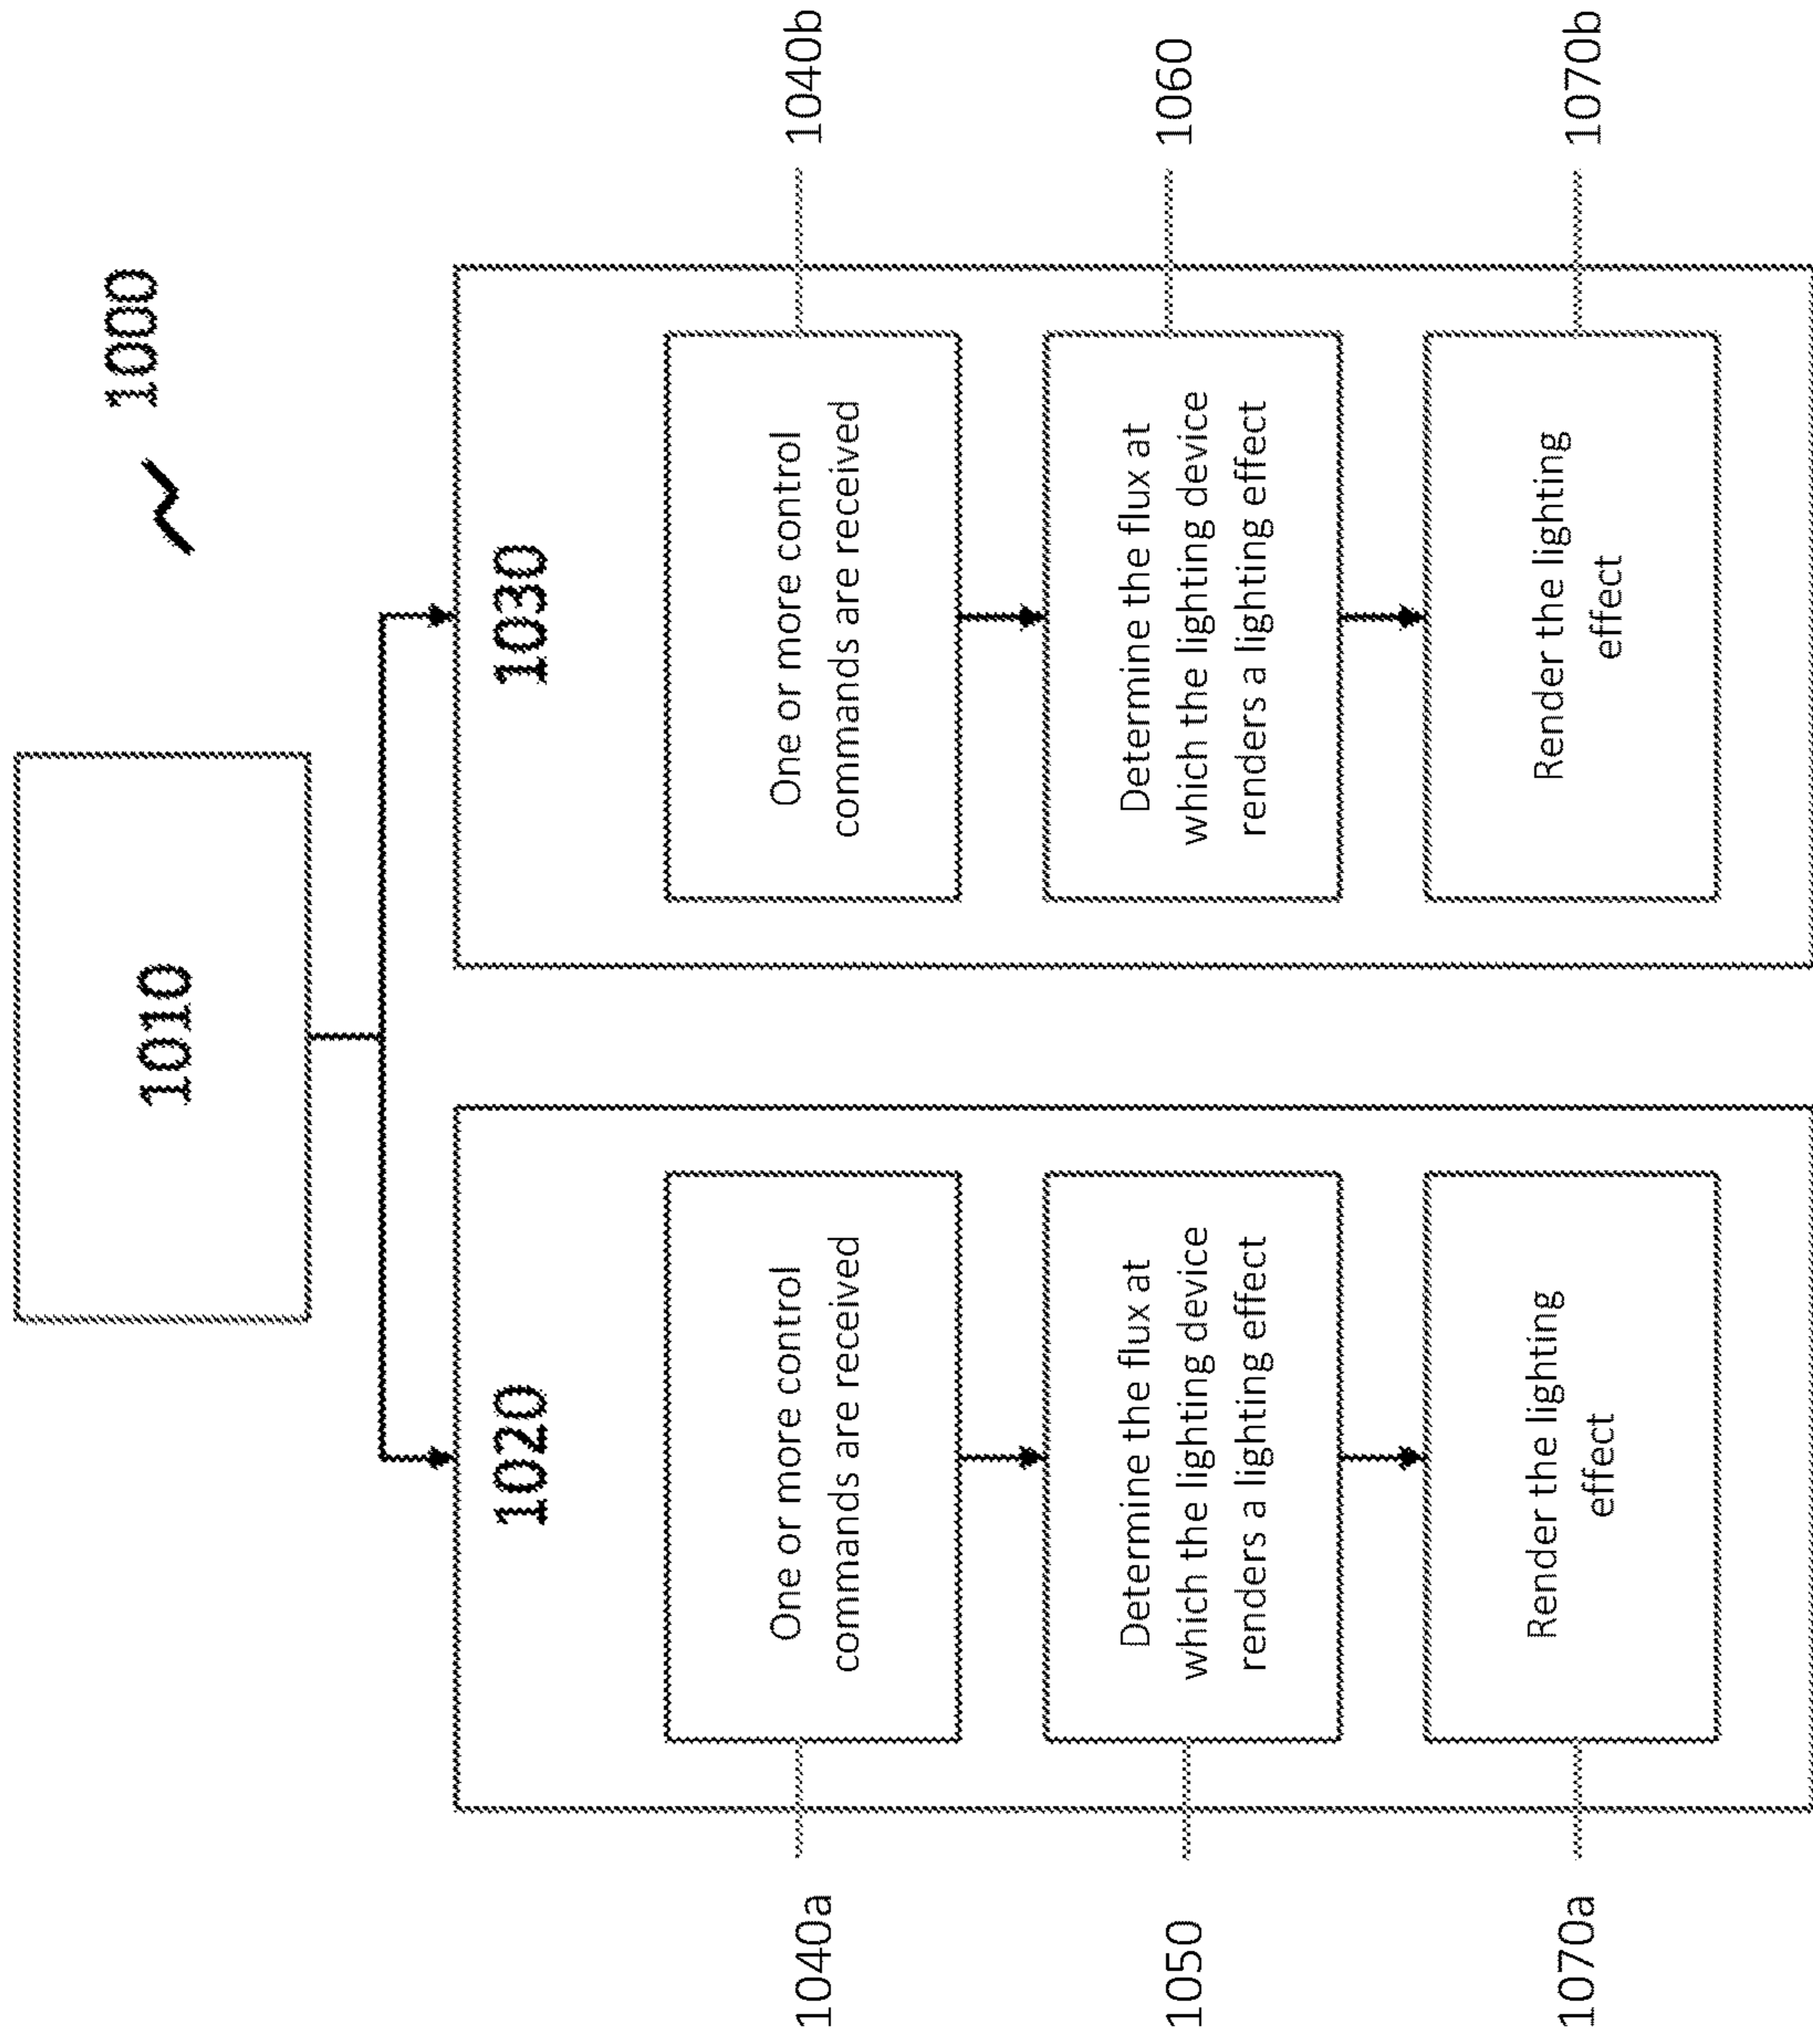 1000
1010
1020
1030
1040a
One or more control
commands are received
One or more control
commands are received
1040b
1050
Determine the flux at
which the lighting device
renders a lighting effect
Determine the flux at
which the lighting device
renders a lighting effect
1060
1070a
Render the lighting
effect
Render the lighting
effect
1070b